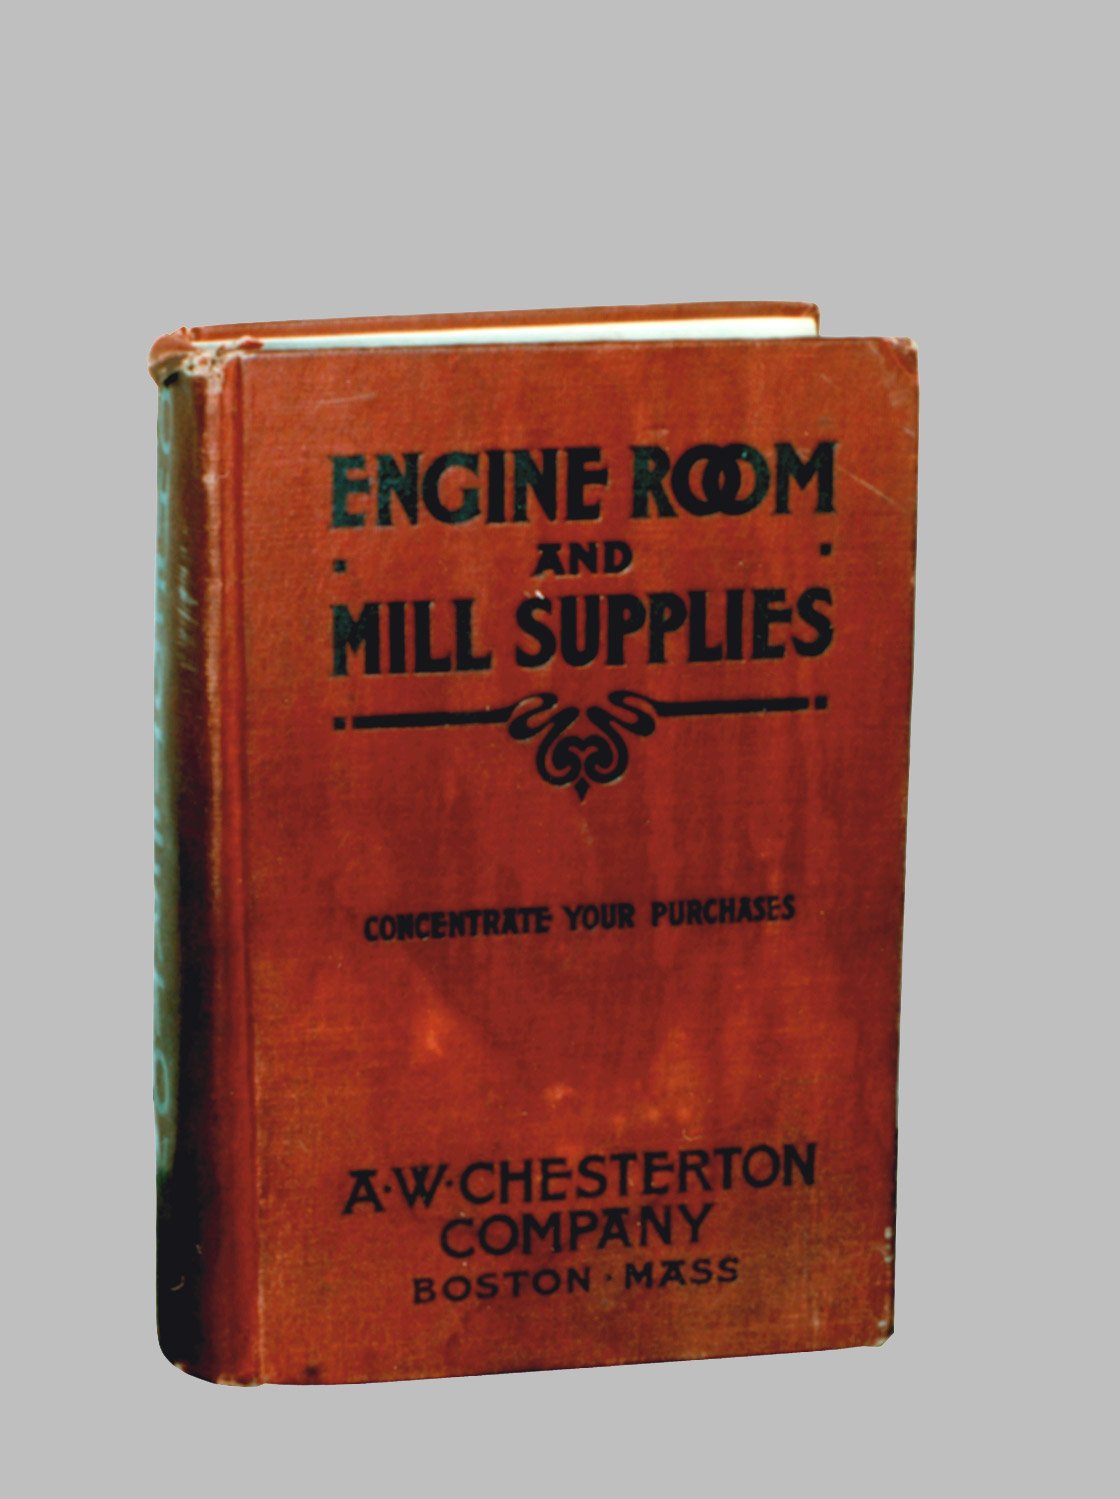 ENGINE ROOM
AND
MILL SUPPLIES
CONCENTRATE YOUR PURCHASES
A·W·CHESTERTON
COMPANY
BOSTON · MASS